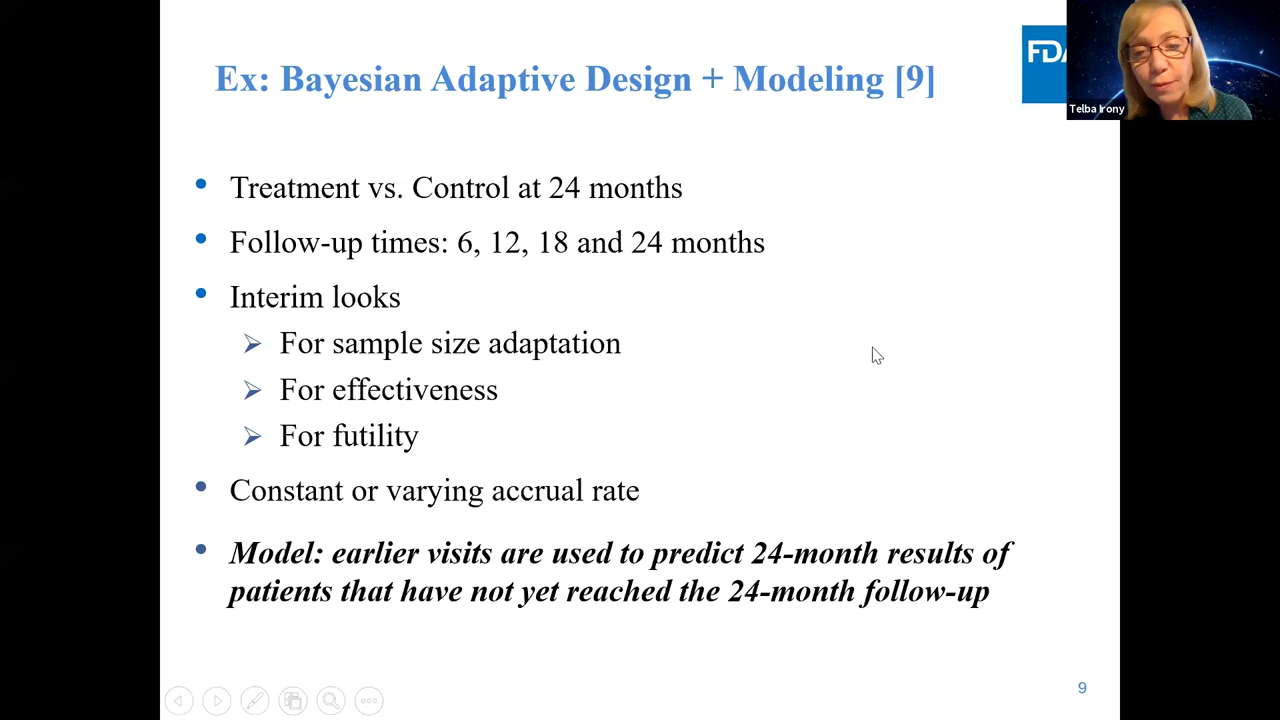 Ex: Bayesian Adaptive Design + Modeling [9]
FDA
Telba Irony
• Treatment vs. Control at 24 months
• Follow-up times: 6, 12, 18 and 24 months
• Interim looks
➢ For sample size adaptation
➢ For effectiveness
➢ For futility
• Constant or varying accrual rate
• Model: earlier visits are used to predict 24-month results of
patients that have not yet reached the 24-month follow-up
9